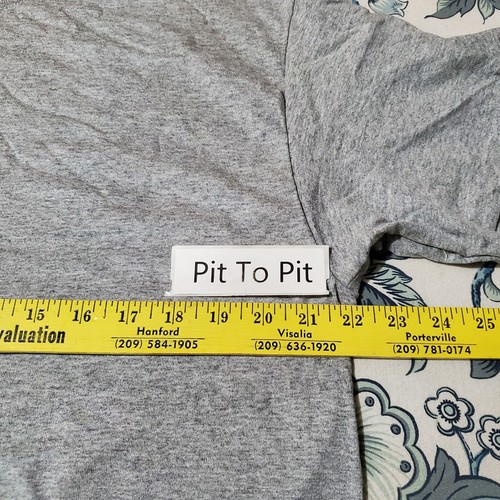 Pit To Pit
15 16 17 18 19 20 21 22 23 24 25
valuation Hanford Visalia Porterville
(209) 584-1905 (209) 636-1920 (209) 781-0174